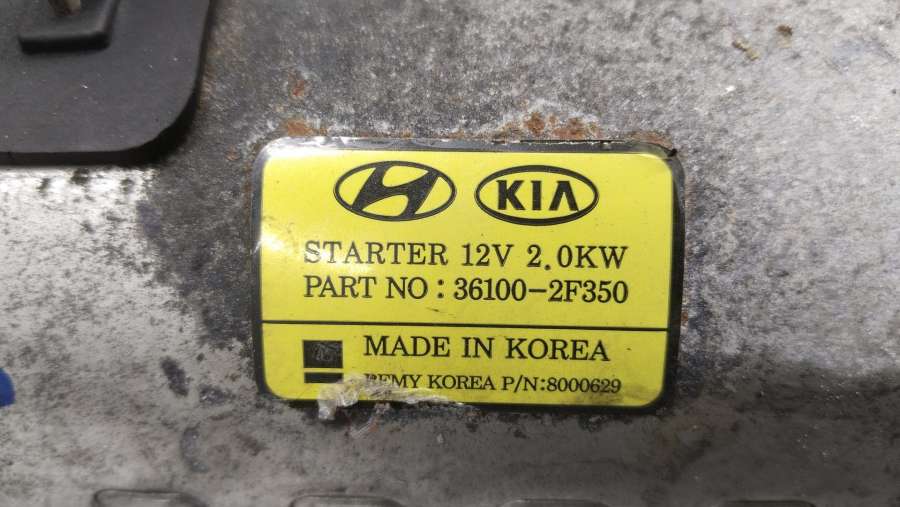 KIA
STARTER 12V 2.0KW
PART NO : 36100-2F350
MADE IN KOREA
REMY KOREA P/N:8000629